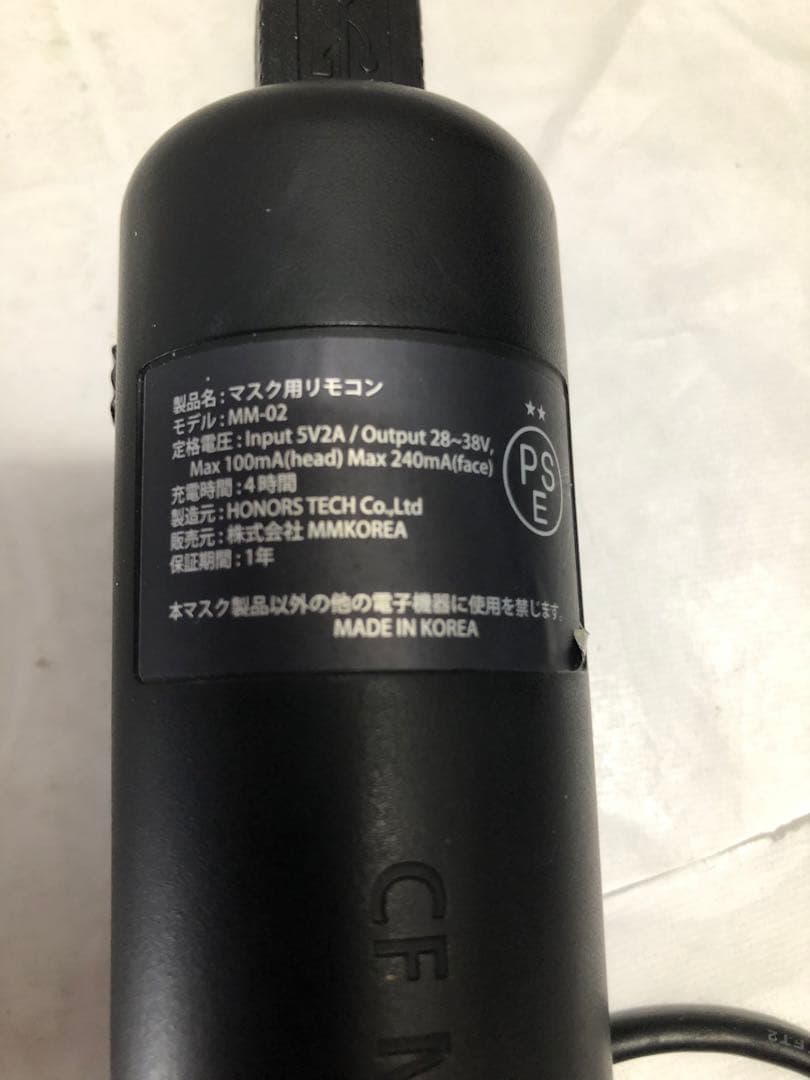 製品名 : マスク用リモコン
モデル : MM-02
定格電圧 : Input 5V2A / Output 28~38V,
Max 100mA(head) Max 240mA(face)
充電時間 : 4時間
製造元 : HONORS TECH Co.,Ltd
販売元 : 株式会社 MMKOREA
保証期間 : 1年
★★
PSE
本マスク製品以外の他の電子機器に使用を禁じます。
MADE IN KOREA
CF